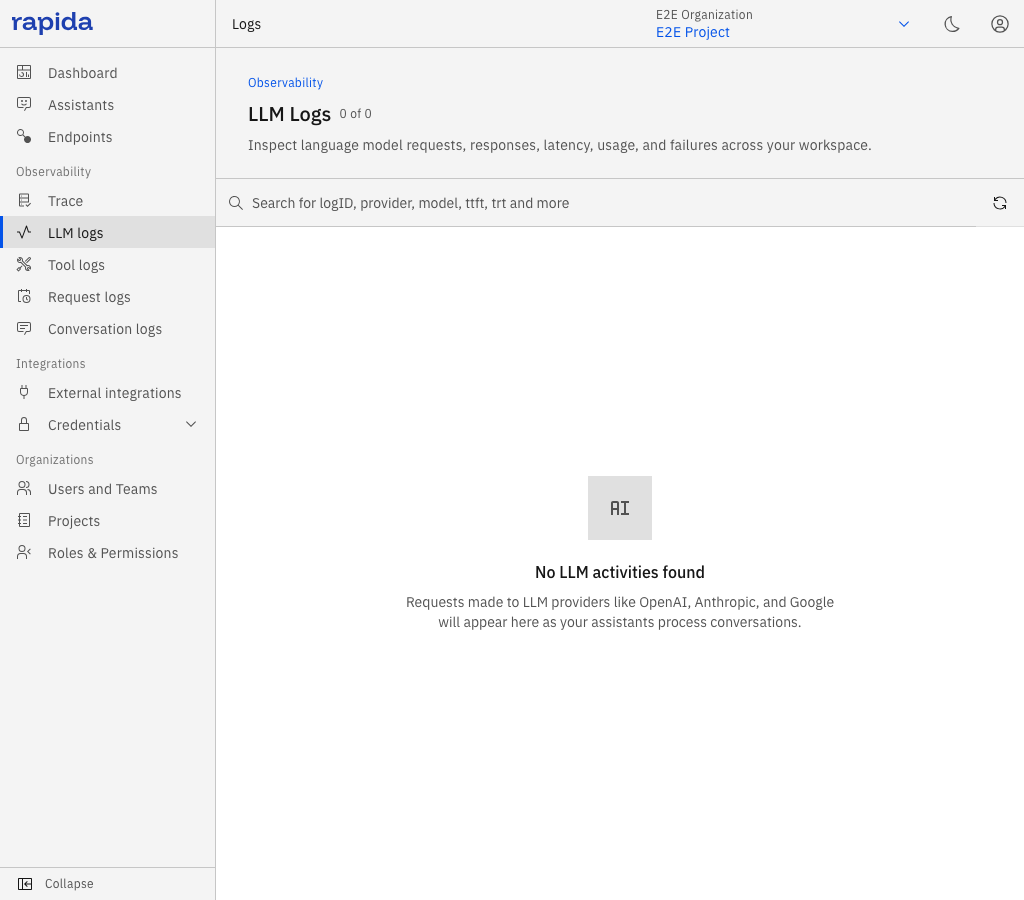 rapida
Logs
E2E Organization
E2E Project
Dashboard
Assistants
Endpoints
Observability
Trace
LLM logs
Tool logs
Request logs
Conversation logs
Integrations
External integrations
Credentials
Organizations
Users and Teams
Projects
Roles & Permissions
Collapse
Observability
LLM Logs 0 of 0
Inspect language model requests, responses, latency, usage, and failures across your workspace.
Search for logID, provider, model, ttft, trt and more
AI
No LLM activities found
Requests made to LLM providers like OpenAI, Anthropic, and Google
will appear here as your assistants process conversations.